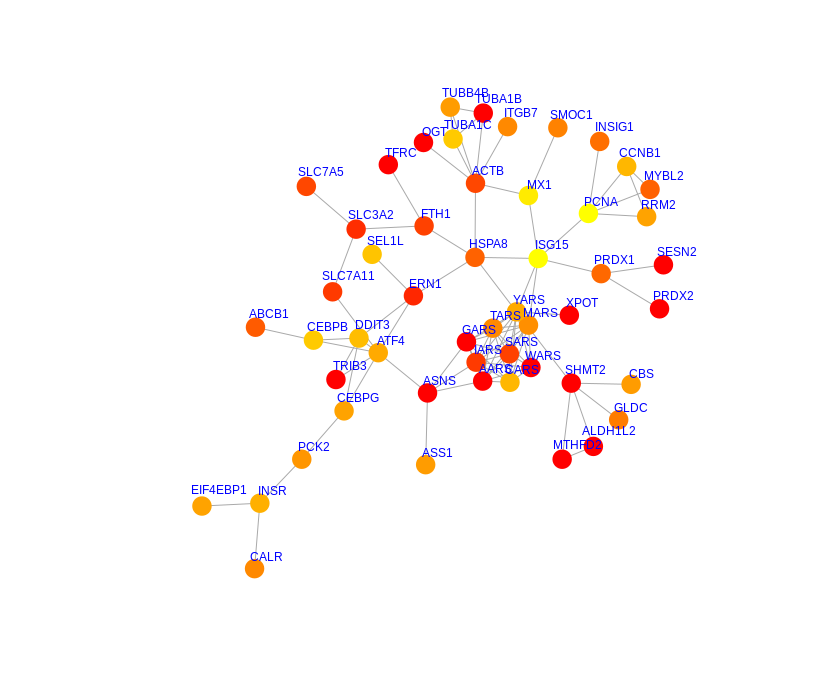 TUBB4B
TUBA1B
ITGB7
SMOC1
OGT
TUBA1C
INSIG1
TFRC
CCNB1
SLC7A5
ACTB
MYBL2
MX1
PCNA
RRM2
SLC3A2
FTH1
SEL1L
HSPA8
ISG15
SESN2
PRDX1
SLC7A11
ERN1
PRDX2
YARS
XPOT
ABCB1
CEBPB
DDIT3
TARS
MARS
GARS
ATF4
SARS
IARS
WARS
TRIB3
AARS
CARS
SHMT2
CBS
ASNS
CEBPG
GLDC
ALDH1L2
PCK2
ASS1
MTHFD2
EIF4EBP1
INSR
CALR